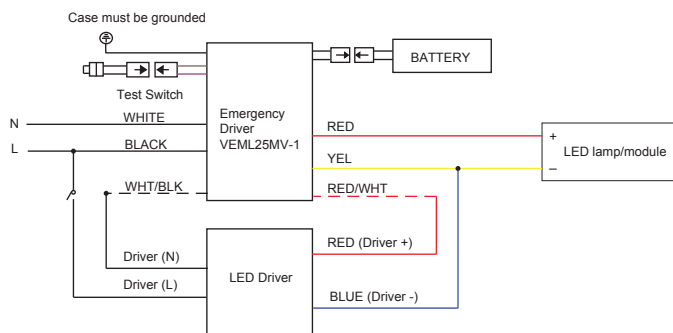 Case must be grounded
BATTERY
Test Switch
Emergency
Driver
VEML25MV-1
N
WHITE
L
BLACK
WHT/BLK
RED
YEL
RED/WHT
+
LED lamp/module
–
Driver (N)
Driver (L)
LED Driver
RED (Driver +)
BLUE (Driver -)